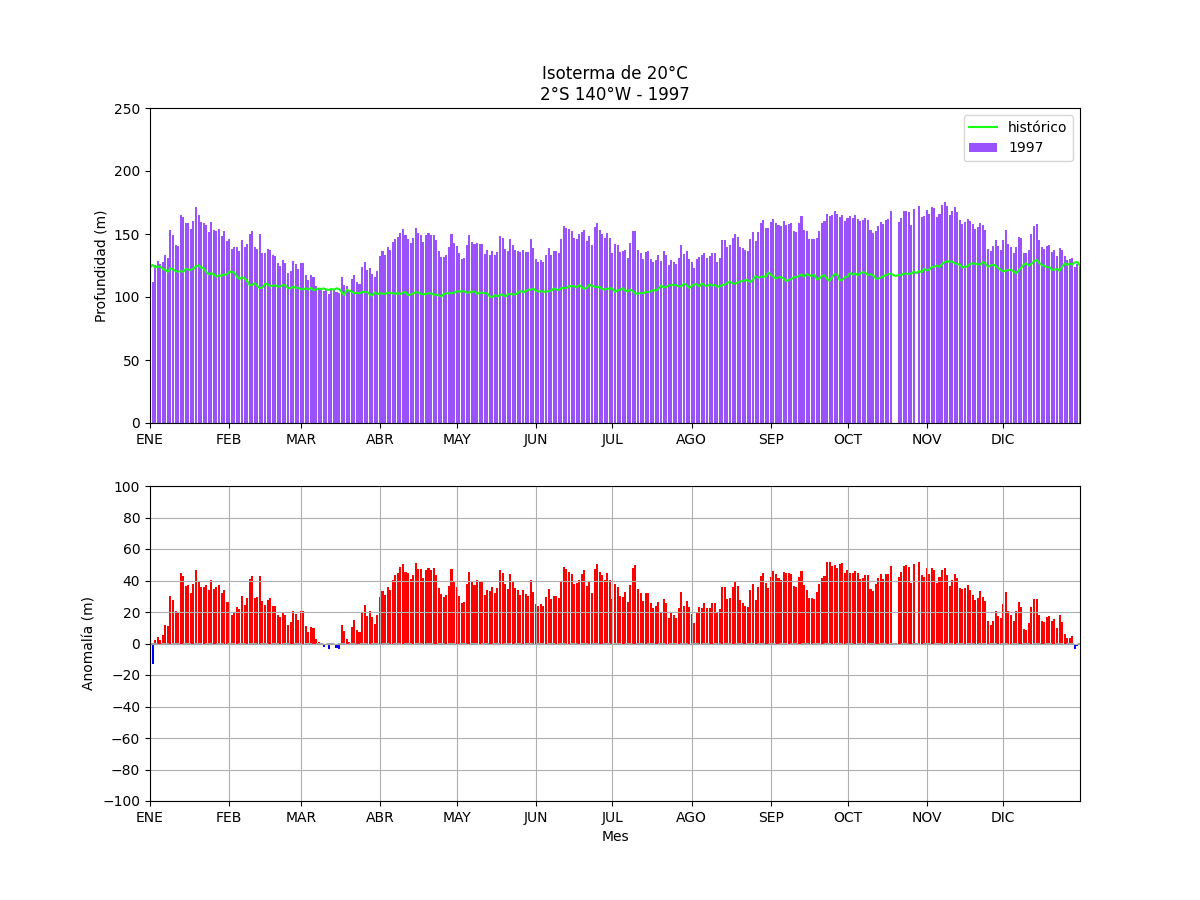 Isoterma de 20°C
2°S 140°W - 1997
250
200
150
100
50
0
Profundidad (m)
histórico
1997
ENE FEB MAR ABR MAY JUN JUL AGO SEP OCT NOV DIC
100
80
60
40
20
0
−20
−40
−60
−80
−100
Anomalía (m)
ENE FEB MAR ABR MAY JUN JUL AGO SEP OCT NOV DIC
Mes